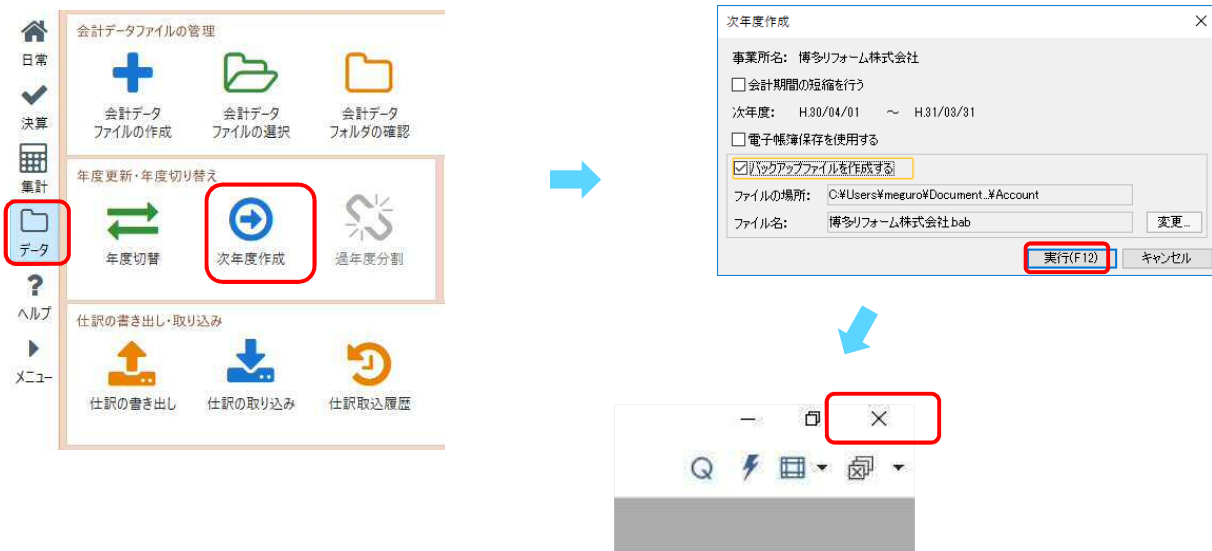 日常
決算
集計
データ
ヘルプ
メニュー
会計データファイルの管理
会計データ
ファイルの作成
会計データ
ファイルの選択
会計データ
フォルダの確認
年度更新・年度切り替え
年度切替
次年度作成
過年度分割
仕訳の書き出し・取り込み
仕訳の書き出し
仕訳の取り込み
仕訳取込履歴
次年度作成
事業所名: 博多リフォーム株式会社
会計期間の短縮を行う
次年度: H.30/04/01 ～ H.31/03/31
電子帳簿保存を使用する
バックアップファイルを作成する
ファイルの場所: C:¥Users¥meguro¥Document..¥Account
ファイル名: 博多リフォーム株式会社.bab 変更...
実行(F12) キャンセル